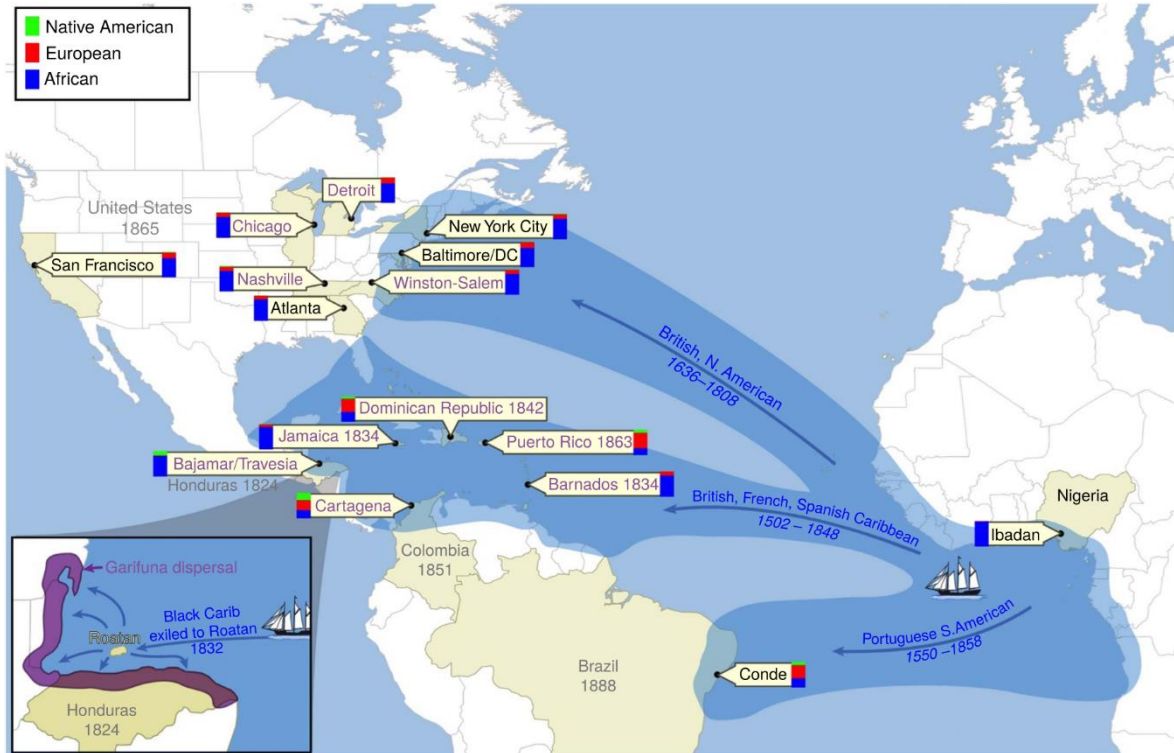 Native American
European
African
United States
1865
Detroit
Chicago
New York City
Baltimore/DC
San Francisco
Nashville
Winston-Salem
Atlanta
British, N. American
1636–1808
Dominican Republic 1842
Jamaica 1834
Puerto Rico 1863
Bajamar/Travesia
Honduras 1824
Barnados 1834
Cartagena
British, French, Spanish Caribbean
1502 – 1848
Nigeria
Ibadan
Colombia
1851
Portuguese S.American
1550 –1858
Brazil
1888
Conde
Garifuna dispersal
Black Carib
exiled to Roatan
1832
Roatan
Honduras
1824